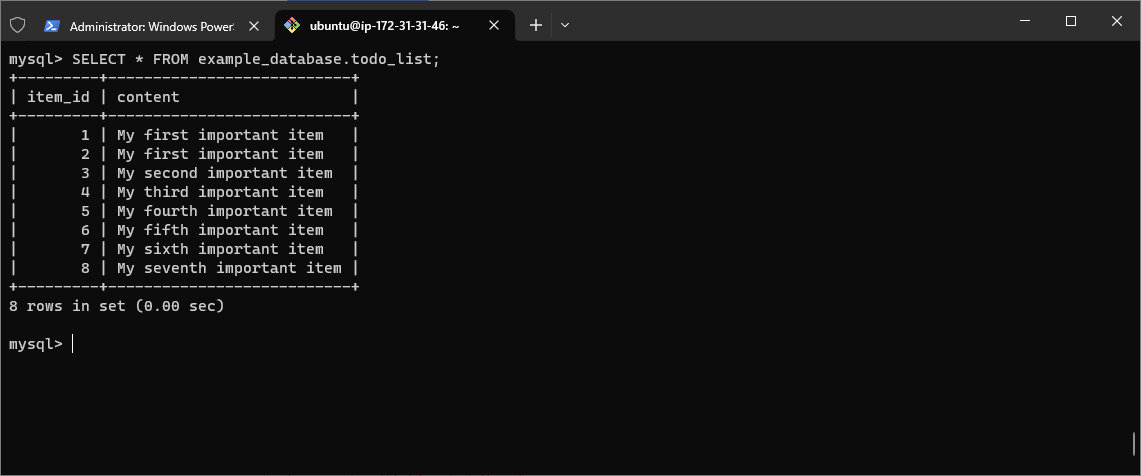 Administrator: Windows Power
ubuntu@ip-172-31-31-46: ~
mysql> SELECT * FROM example_database.todo_list;
+---------+---------------------------+
| item_id | content                   |
+---------+---------------------------+
|       1 | My first important item   |
|       2 | My first important item   |
|       3 | My second important item  |
|       4 | My third important item   |
|       5 | My fourth important item  |
|       6 | My fifth important item   |
|       7 | My sixth important item   |
|       8 | My seventh important item |
+---------+---------------------------+
8 rows in set (0.00 sec)
mysql>